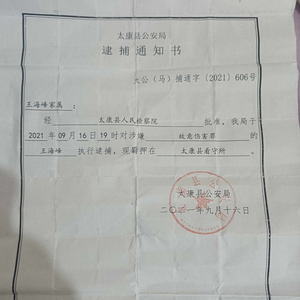 太康县公安局
逮捕通知书
太公（马）捕通字〔2021〕606号
王海峰家属：
经 太康县人民检察院 批准，我局于
2021年09月16日19时对涉嫌 故意伤害罪 的
王海峰 执行逮捕，现羁押在 太康县看守所。
太康县公安局
二〇二一年九月十六日